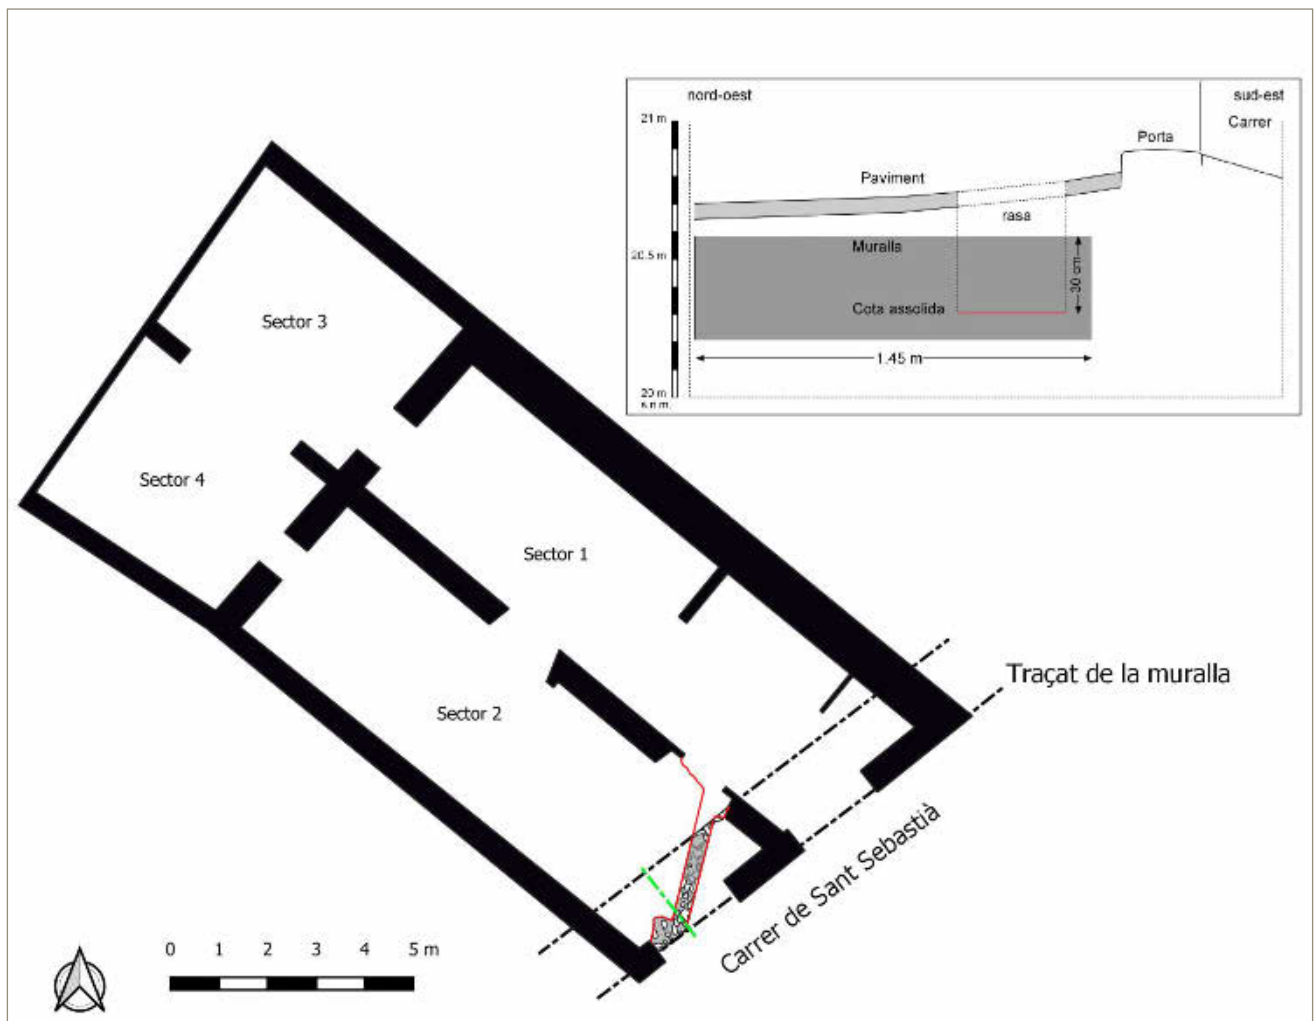 nord-oest
sud-est
21 m
Carrer
Porta
Paviment
rasa
Muralla
20.5 m
30 cm
Cota assolida
1.45 m
20 m
s.n.m.
Sector 3
Sector 4
Sector 1
Sector 2
Traçat de la muralla
Carrer de Sant Sebastià
0 1 2 3 4 5 m